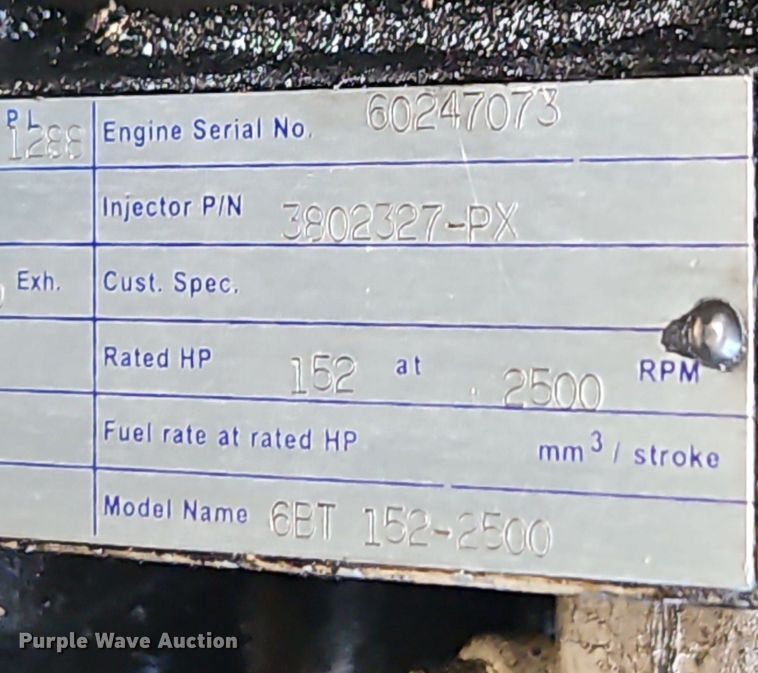 PL
1288
Engine Serial No. 60247073
Injector P/N 3802327-PX
Exh.
Cust. Spec.
Rated HP 152 at 2500 RPM
Fuel rate at rated HP mm³/ stroke
Model Name 6BT 152-2500
Purple Wave Auction